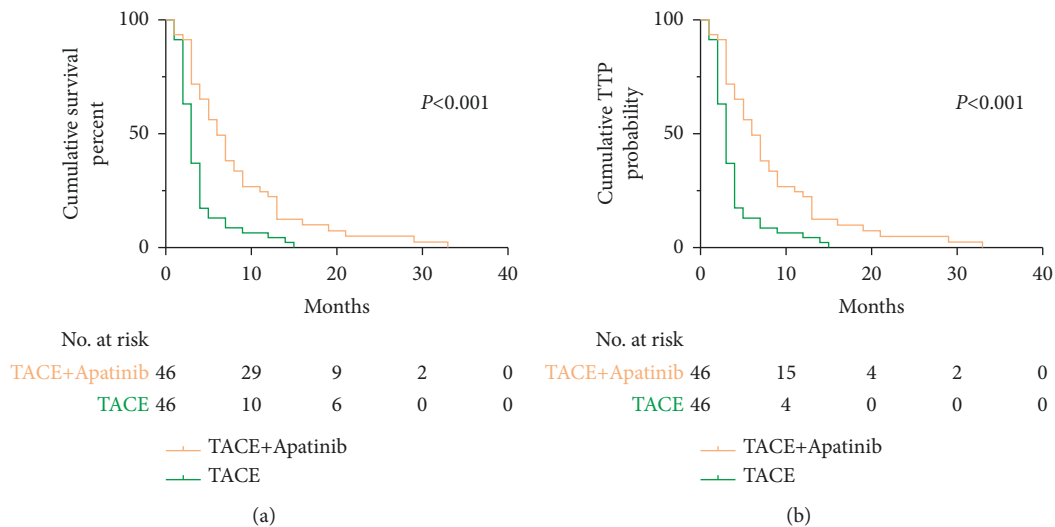 100
50
0
Cumulative survival
percent
P<0.001
0 10 20 30 40
Months
No. at risk
TACE+Apatinib 46 29 9 2 0
TACE 46 10 6 0 0
TACE+Apatinib
TACE
(a)
100
50
0
Cumulative TTP
probability
P<0.001
0 10 20 30 40
Months
No. at risk
TACE+Apatinib 46 15 4 2 0
TACE 46 4 0 0 0
TACE+Apatinib
TACE
(b)